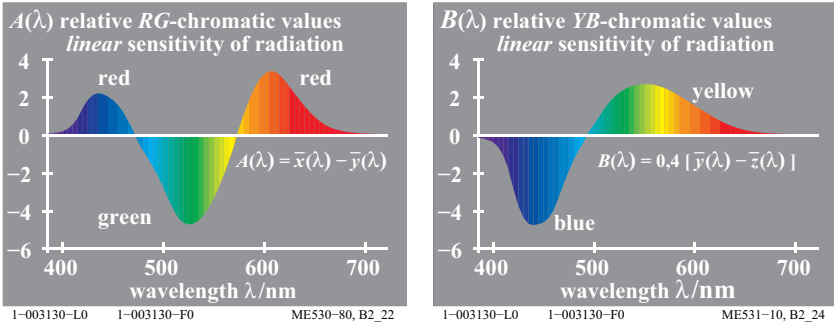 A(λ) relative RG-chromatic values
linear sensitivity of radiation
4
2
0
−2
−4
−6
red
red
green
A(λ) = x̄(λ) − ȳ(λ)
400 500 600 700
wavelength λ/nm
1−003130−L0 1−003130−F0 ME530−80, B2_22
B(λ) relative YB-chromatic values
linear sensitivity of radiation
4
2
0
−2
−4
−6
yellow
B(λ) = 0,4 [ ȳ(λ) − z̄(λ) ]
blue
400 500 600 700
wavelength λ/nm
1−003130−L0 1−003130−F0 ME531−10, B2_24